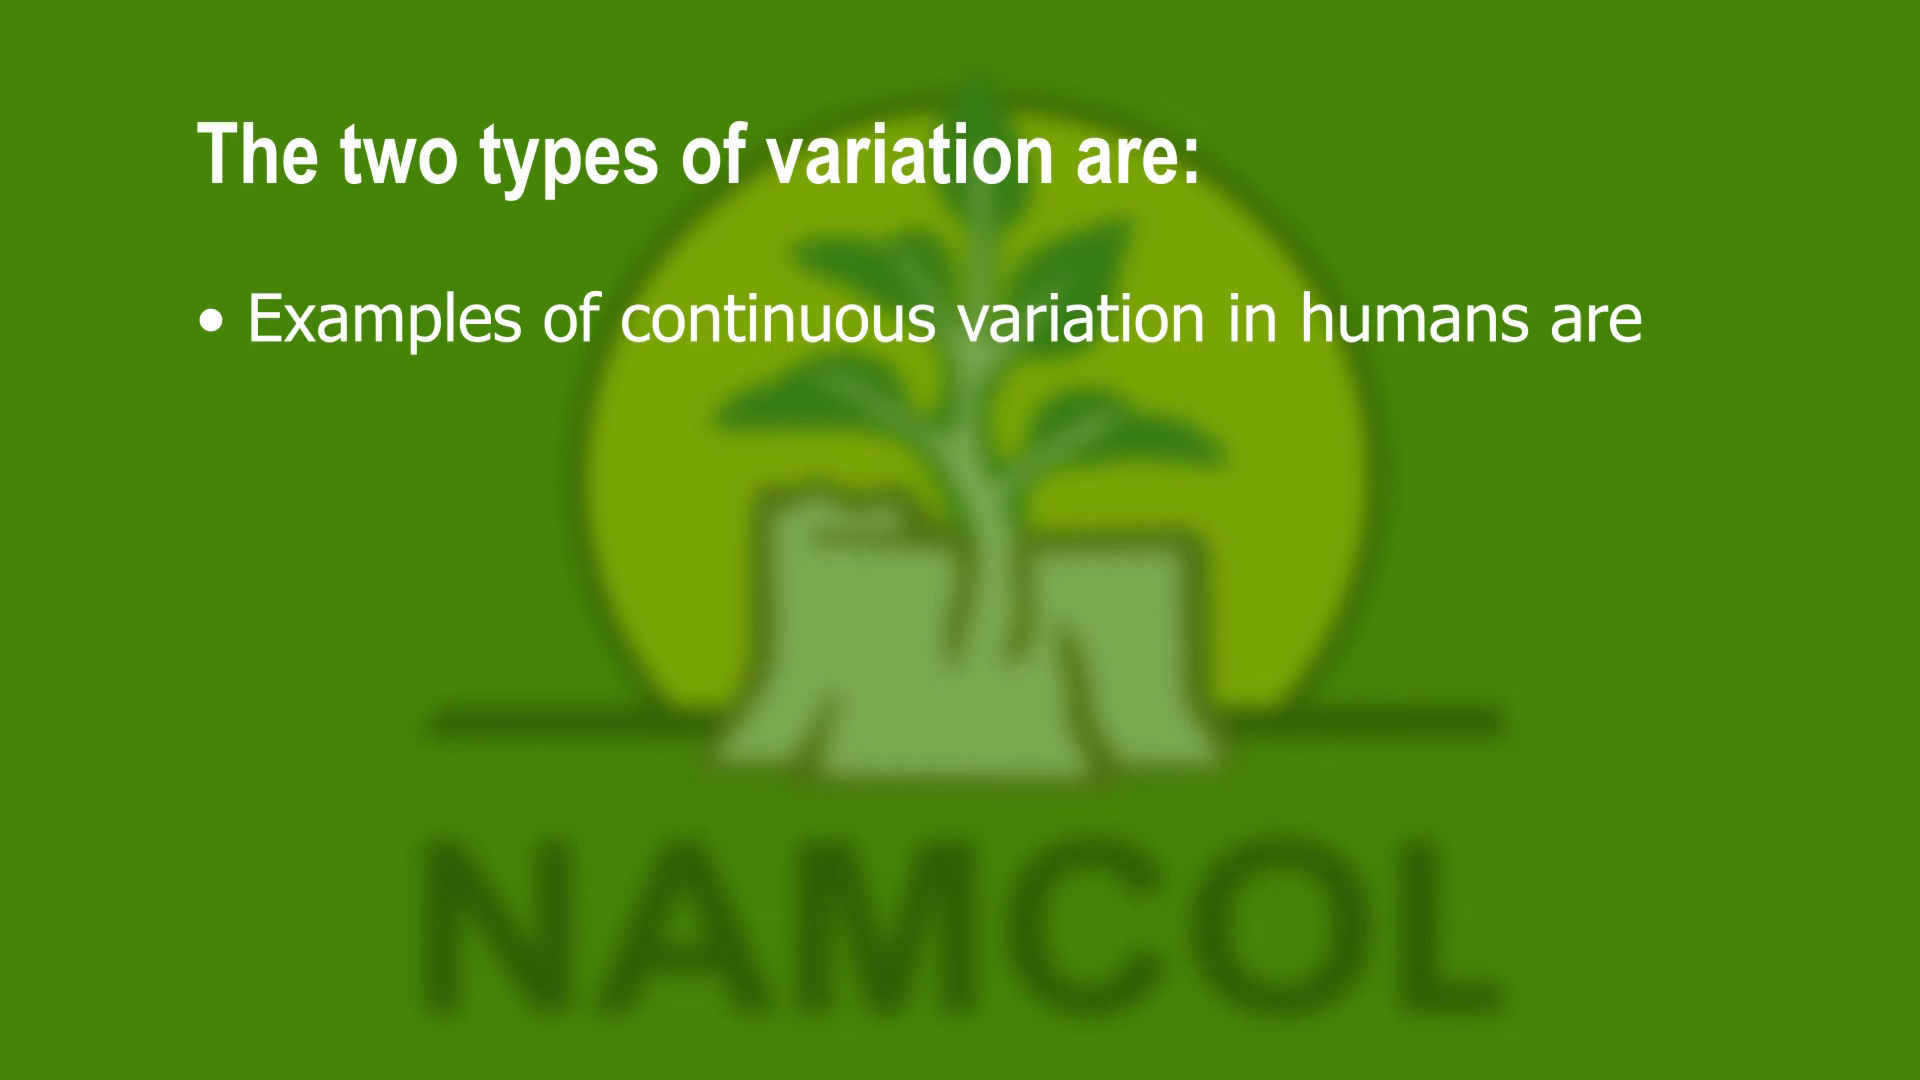 The two types of variation are:
• Examples of continuous variation in humans are
NAMCOL